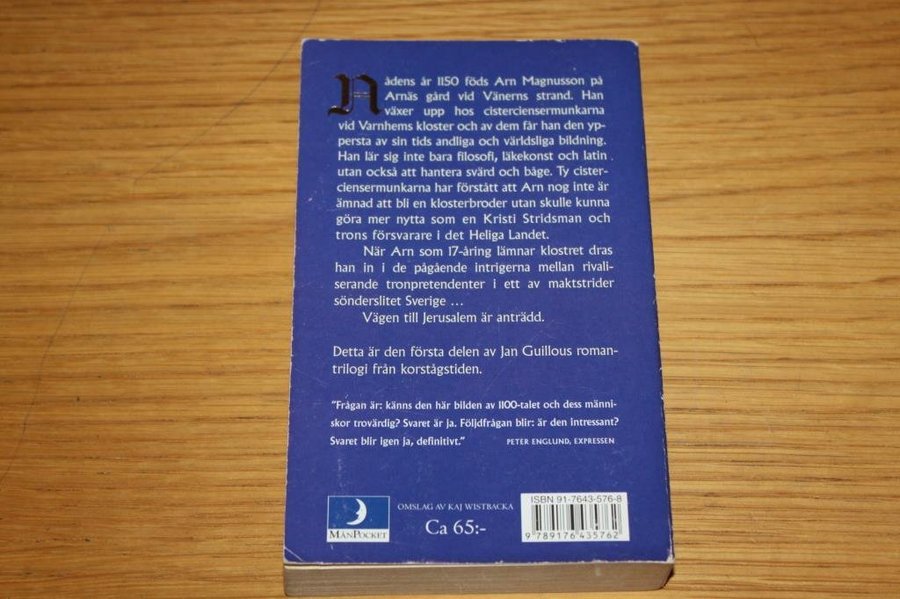 Nådens år 1150 föds Arn Magnusson på
Arnäs gård vid Vänerns strand. Han
växer upp hos cisterciensermunkarna
vid Varnhems kloster och av dem får han den yp-
persta av sin tids andliga och världsliga bildning.
Han lär sig inte bara filosofi, läkekonst och latin
utan också att hantera svärd och båge. Ty cister-
ciensermunkarna har förstått att Arn nog inte är
ämnad att bli en klosterbroder utan skulle kunna
göra mer nytta som en Kristi Stridsman och
trons försvarare i det Heliga Landet.
När Arn som 17-åring lämnar klostret dras
han in i de pågående intrigerna mellan rivali-
serande tronpretendenter i ett av maktstrider
sönderslitet Sverige ...
Vägen till Jerusalem är anträdd.
Detta är den första delen av Jan Guillous roman-
trilogi från korstågstiden.
"Frågan är: känns den här bilden av 1100-talet och dess männi-
skor trovärdig? Svaret är ja. Följdfrågan blir: är den intressant?
Svaret blir igen ja, definitivt."
PETER ENGLUND, EXPRESSEN
MÅNPOCKET
OMSLAG AV KAJ WISTBACKA
Ca 65:-
ISBN 91-7643-576-8
9 789176 435762